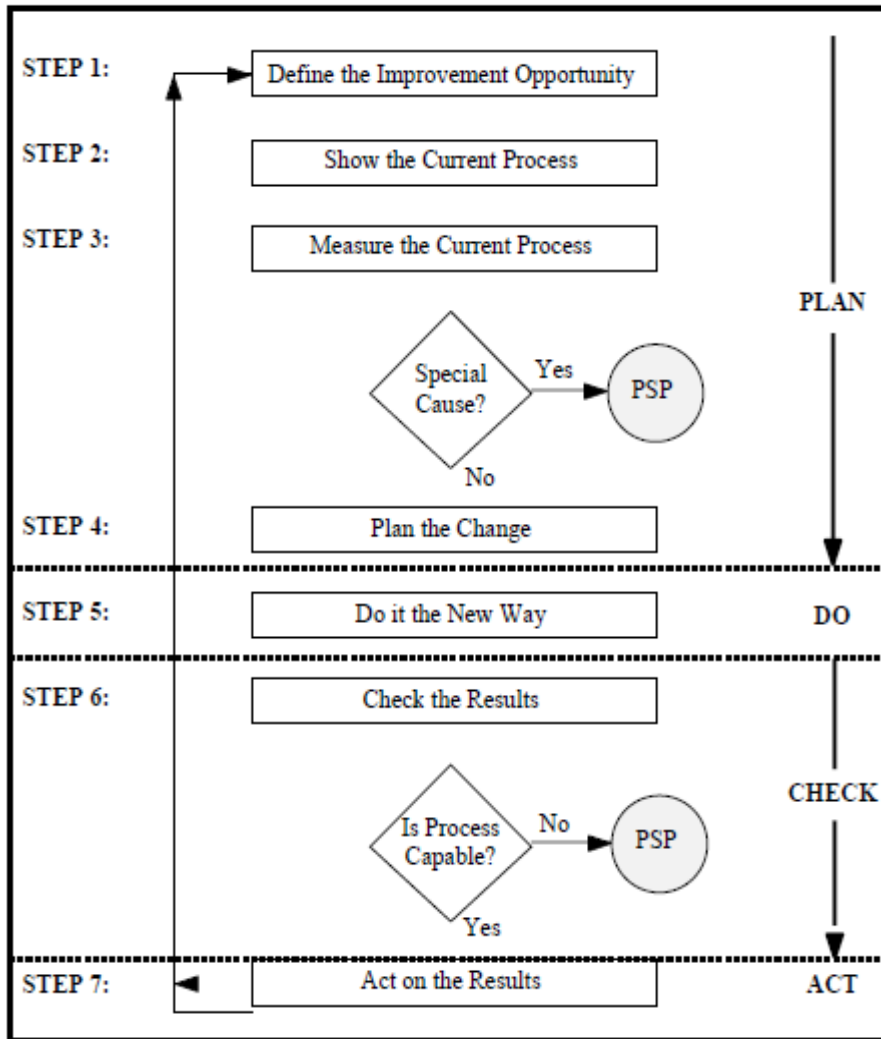 STEP 1:
Define the Improvement Opportunity
STEP 2:
Show the Current Process
STEP 3:
Measure the Current Process
PLAN
Special
Cause?
Yes
PSP
No
STEP 4:
Plan the Change
STEP 5:
Do it the New Way
DO
STEP 6:
Check the Results
CHECK
Is Process
Capable?
No
PSP
Yes
STEP 7:
Act on the Results
ACT